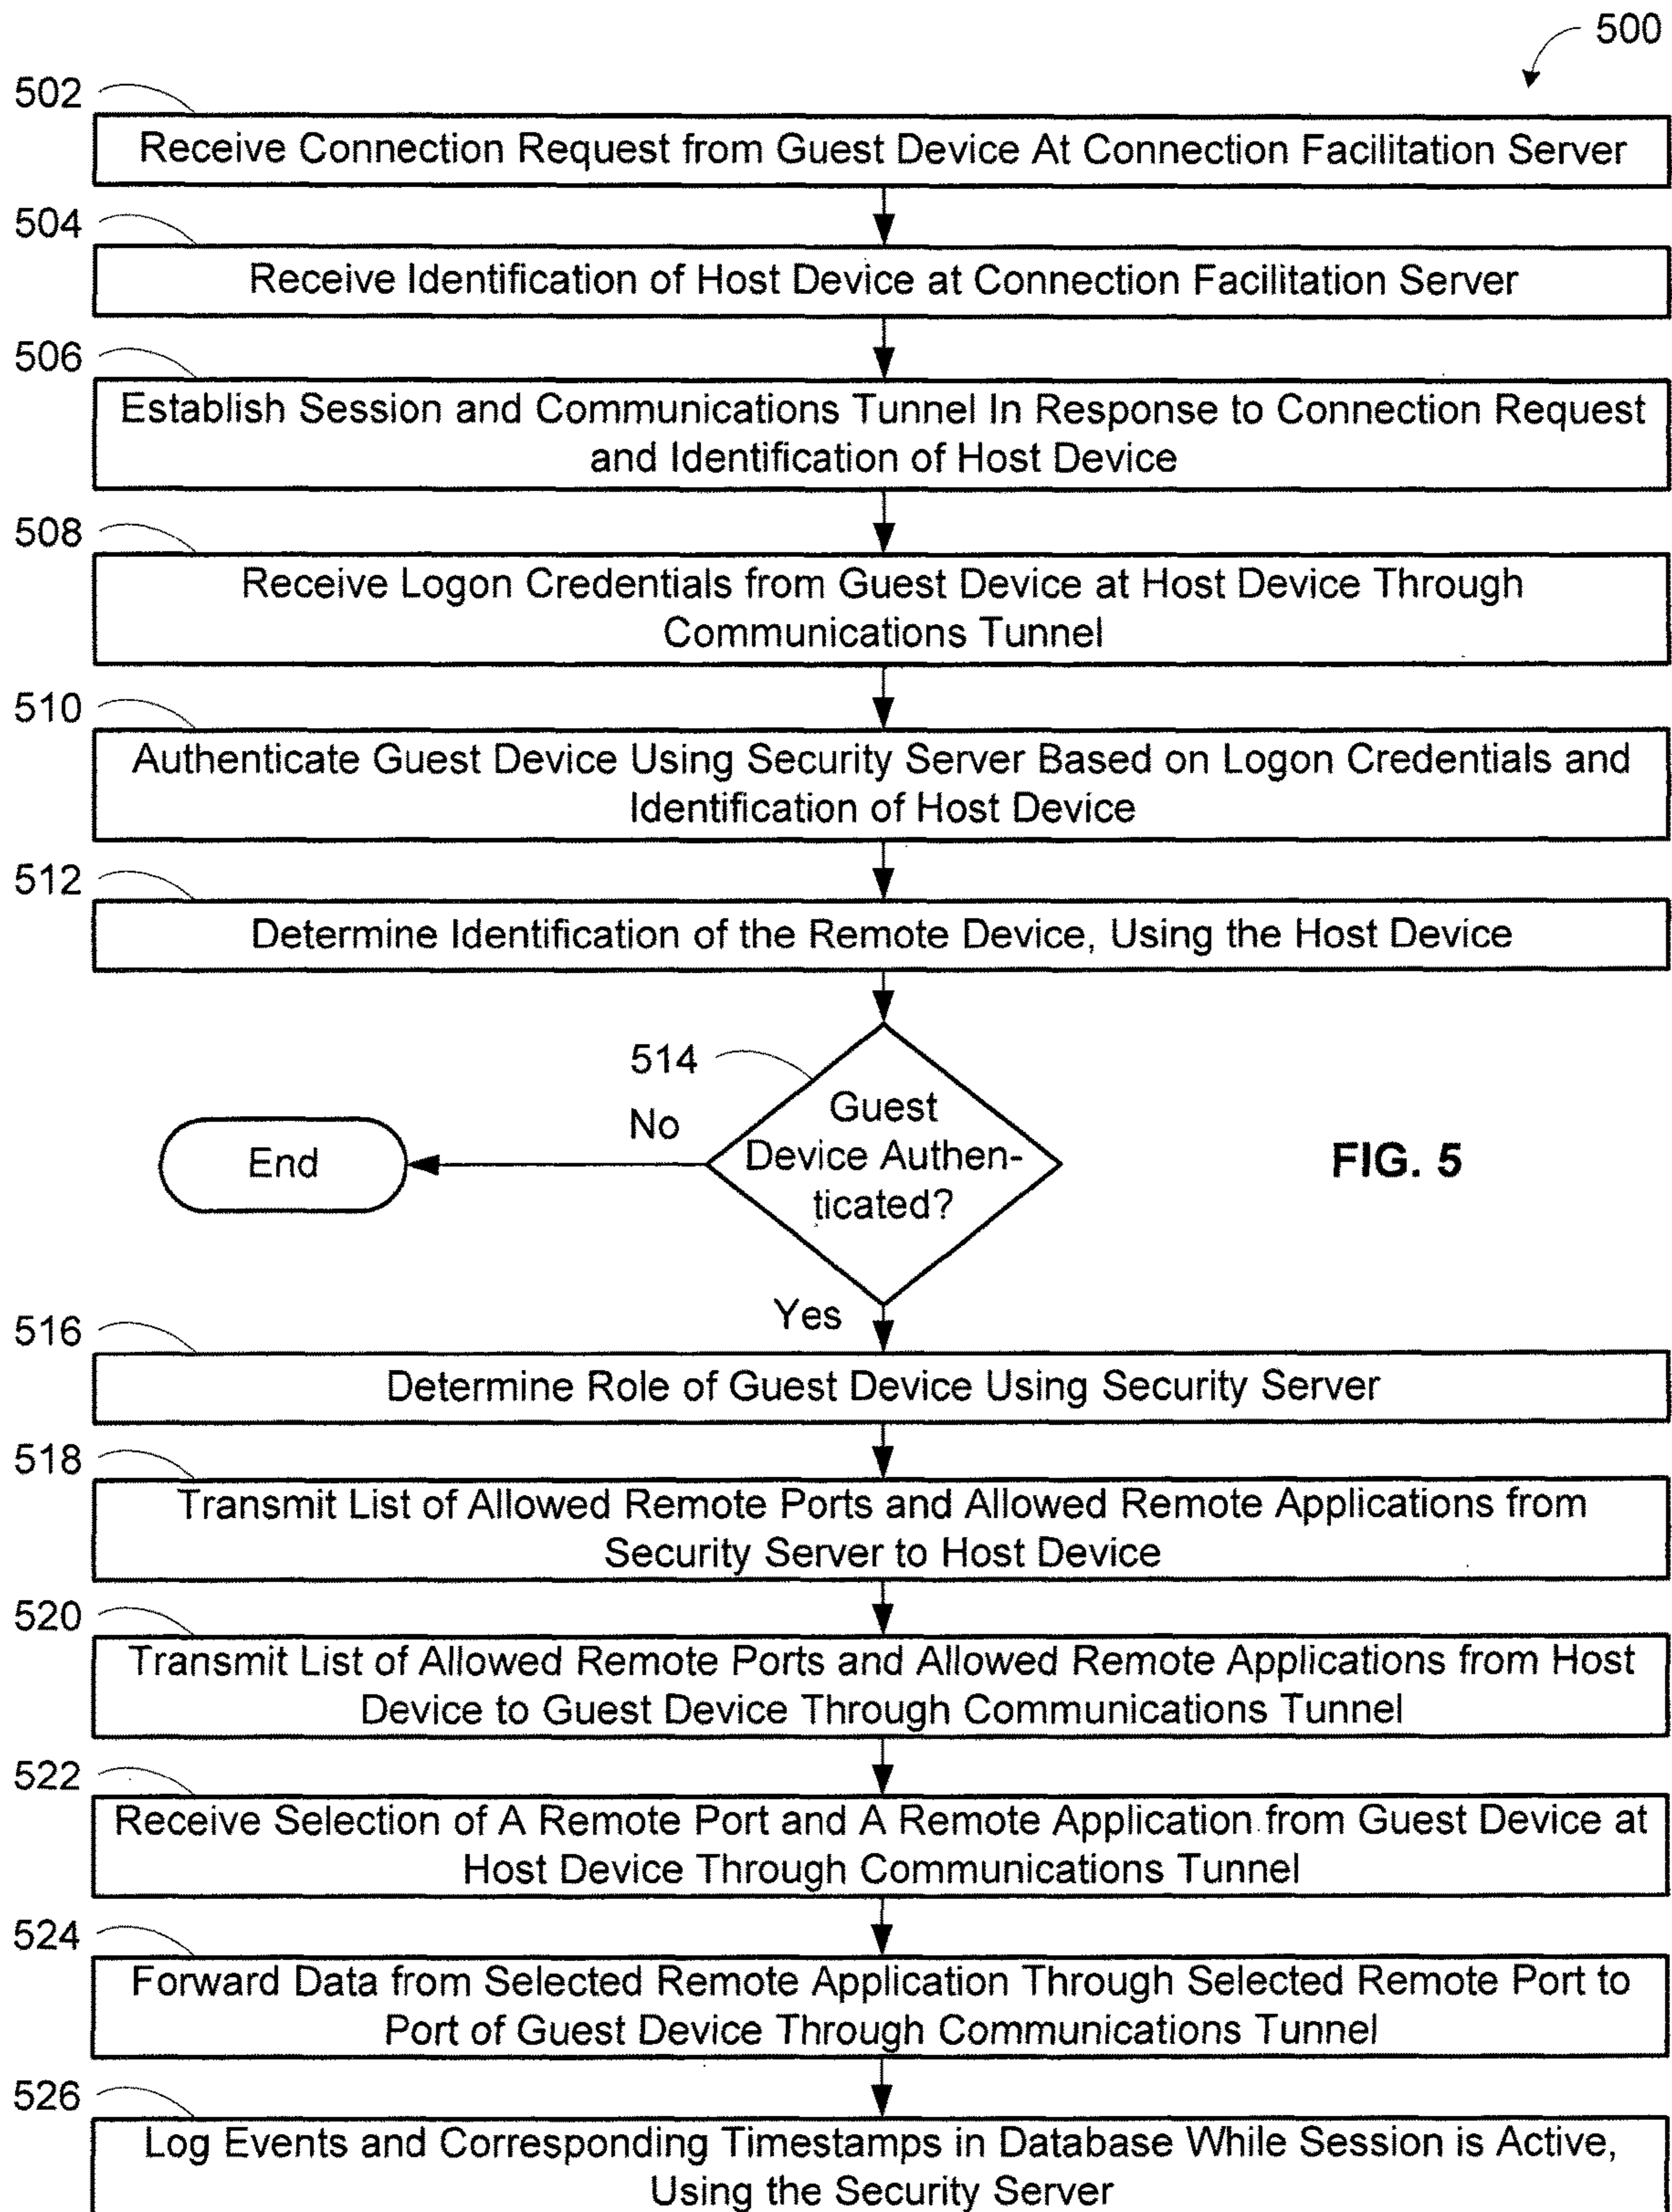 500
502
Receive Connection Request from Guest Device At Connection Facilitation Server
504
Receive Identification of Host Device at Connection Facilitation Server
506
Establish Session and Communications Tunnel In Response to Connection Request
and Identification of Host Device
508
Receive Logon Credentials from Guest Device at Host Device Through
Communications Tunnel
510
Authenticate Guest Device Using Security Server Based on Logon Credentials and
Identification of Host Device
512
Determine Identification of the Remote Device, Using the Host Device
514
Guest
Device Authen-
ticated?
No
End
FIG. 5
Yes
516
Determine Role of Guest Device Using Security Server
518
Transmit List of Allowed Remote Ports and Allowed Remote Applications from
Security Server to Host Device
520
Transmit List of Allowed Remote Ports and Allowed Remote Applications from Host
Device to Guest Device Through Communications Tunnel
522
Receive Selection of A Remote Port and A Remote Application from Guest Device at
Host Device Through Communications Tunnel
524
Forward Data from Selected Remote Application Through Selected Remote Port to
Port of Guest Device Through Communications Tunnel
526
Log Events and Corresponding Timestamps in Database While Session is Active,
Using the Security Server